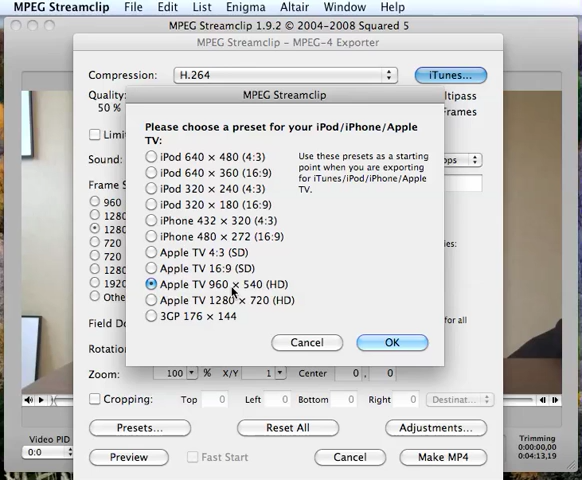 MPEG Streamclip File Edit List Enigma Altair Window Help
MPEG Streamclip 1.9.2 © 2004-2008 Squared 5
MPEG Streamclip - MPEG-4 Exporter
Compression: H.264 iTunes...
Quality:
50 %
Limi
Sound:
Frame S
960
1280
1280
720
720
1280
1920
Othe
Field Do
Rotatio
ltipass
Frames
ops
ies:
for all
MPEG Streamclip
Please choose a preset for your iPod/iPhone/Apple
TV:
iPod 640 × 480 (4:3)
iPod 640 × 360 (16:9)
iPod 320 × 240 (4:3)
iPod 320 × 180 (16:9)
iPhone 432 × 320 (4:3)
iPhone 480 × 272 (16:9)
Apple TV 4:3 (SD)
Apple TV 16:9 (SD)
Apple TV 960 × 540 (HD)
Apple TV 1280 × 720 (HD)
3GP 176 × 144
Use these presets as a starting
point when you are exporting
for iTunes/iPod/iPhone/Apple
TV.
Cancel OK
Zoom: 100 % X/Y 1 Center 0 , 0
Cropping: Top 0 Left 0 Bottom 0 Right 0 Destinat...
Presets... Reset All Adjustments...
Preview Fast Start Cancel Make MP4
Video PID
0:0
Trimming
0:00:00,00
0:04:13,19